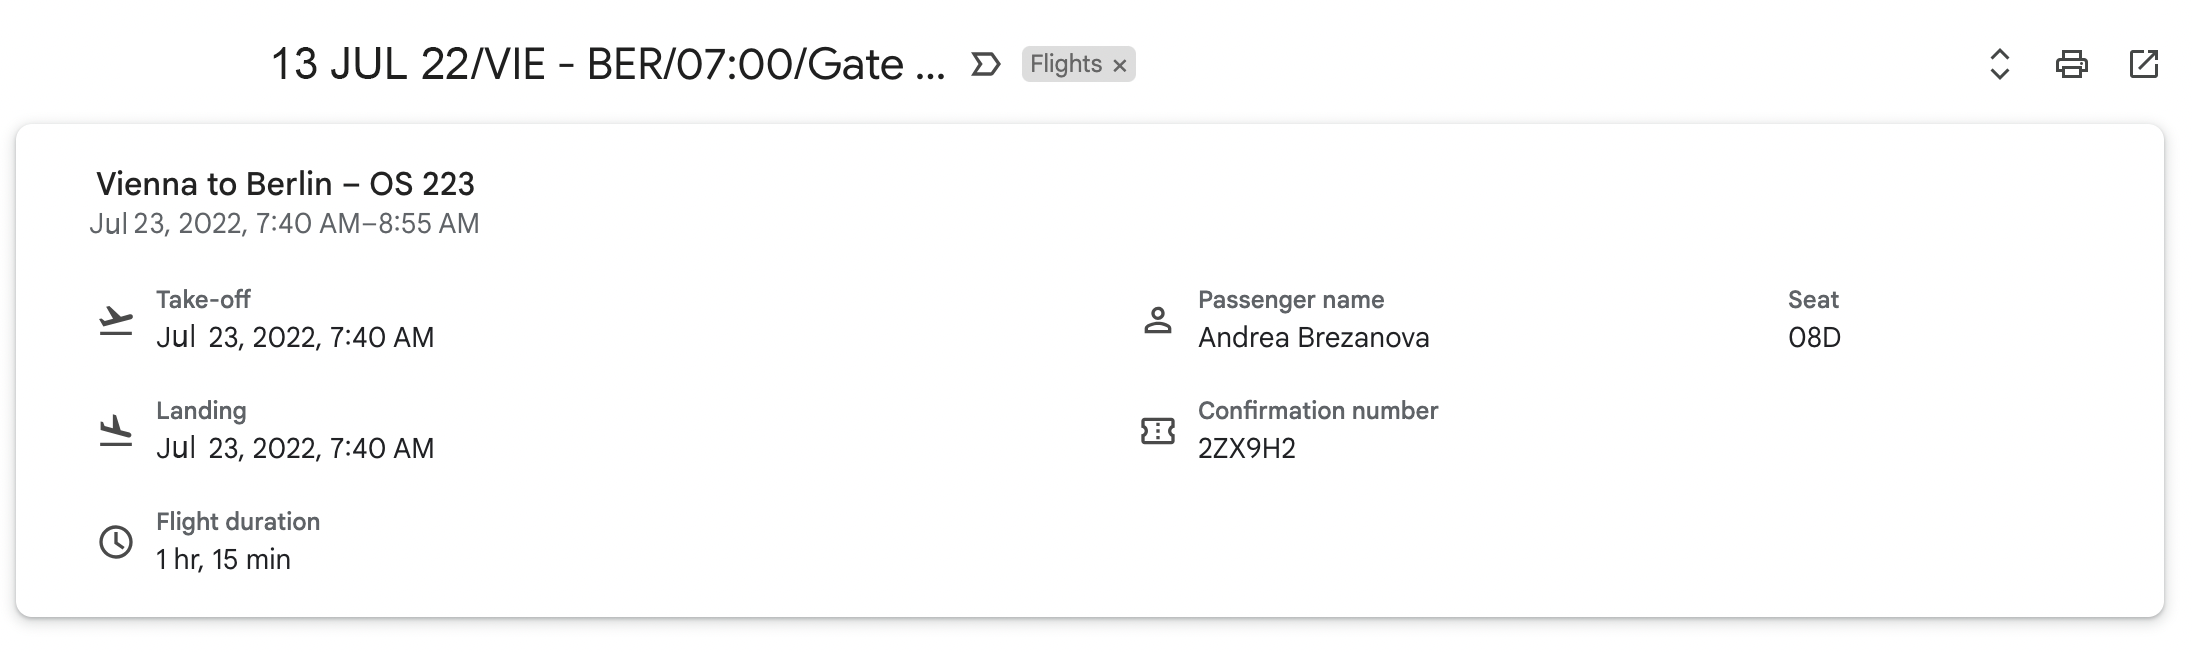 13 JUL 22/VIE - BER/07:00/Gate ...
Flights ×
Vienna to Berlin – OS 223
Jul 23, 2022, 7:40 AM–8:55 AM
Take-off
Jul 23, 2022, 7:40 AM
Passenger name
Andrea Brezanova
Seat
08D
Landing
Jul 23, 2022, 7:40 AM
Confirmation number
2ZX9H2
Flight duration
1 hr, 15 min